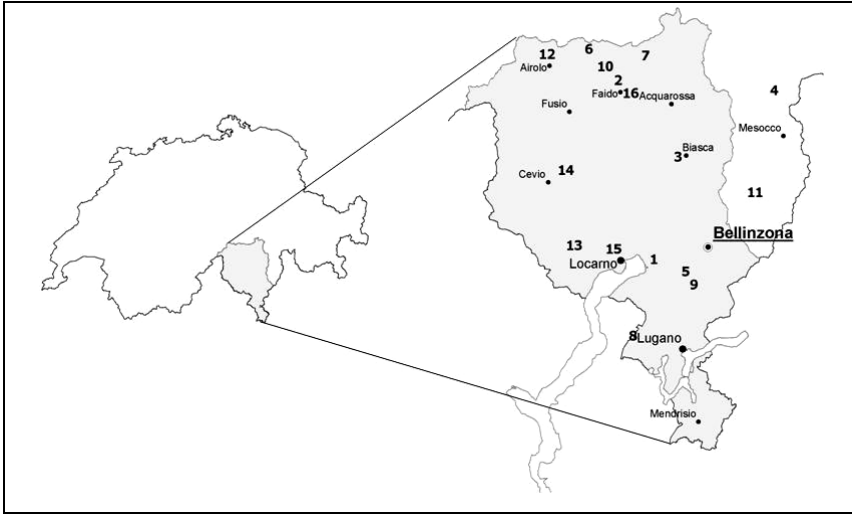 12
6
7
Airolo
10
2
4
Faido
16
Acquarossa
Fusio
Mesocco
3
Biasca
Cevio
14
11
Bellinzona
13
15
Locarno
1
5
9
8
Lugano
Mendrisio